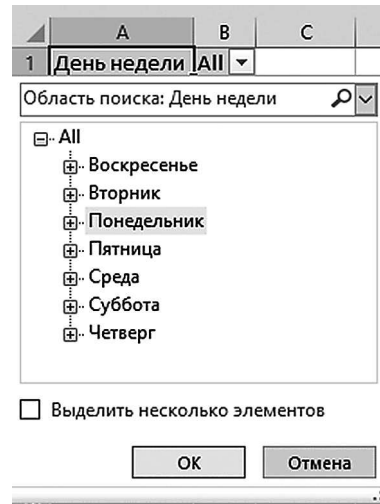 A B C
1 День недели All
Область поиска: День недели
All
Воскресенье
Вторник
Понедельник
Пятница
Среда
Суббота
Четверг
Выделить несколько элементов
ОК Отмена